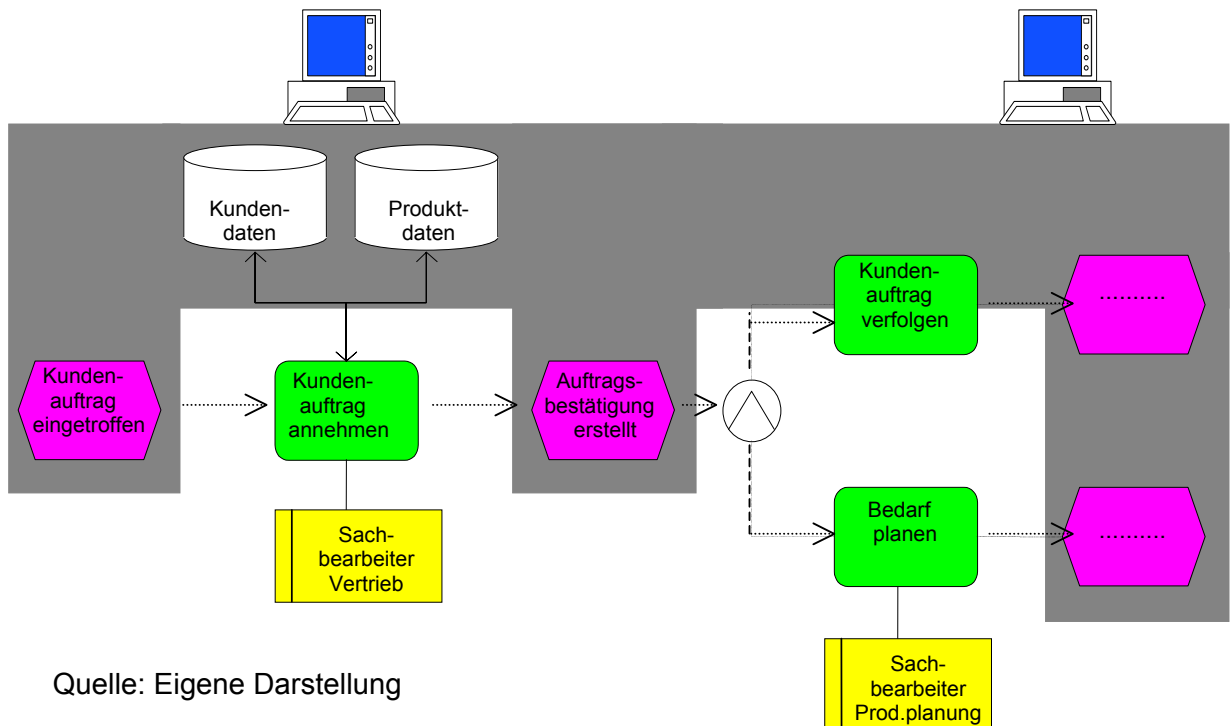 Kunden-
daten
Produkt-
daten
Kunden-
auftrag
eingetroffen
Kunden-
auftrag
annehmen
Sach-
bearbeiter
Vertrieb
Auftrags-
bestätigung
erstellt
Kunden-
auftrag
verfolgen
..........
Bedarf
planen
..........
Sach-
bearbeiter
Prod.planung
Quelle: Eigene Darstellung